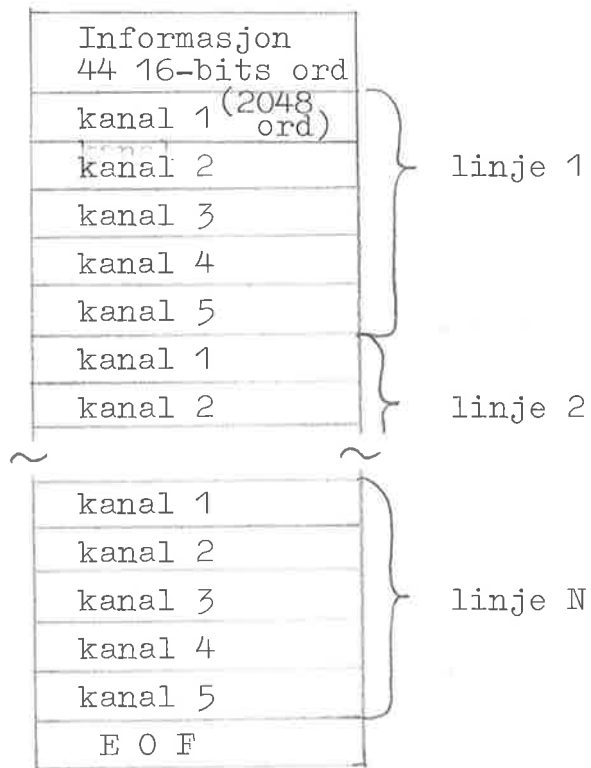 Informasjon
44 16-bits ord
kanal 1 (2048 ord)
kanal 2
kanal 3
kanal 4
kanal 5
linje 1
kanal 1
kanal 2
linje 2
~ ~
kanal 1
kanal 2
kanal 3
kanal 4
kanal 5
linje N
E O F